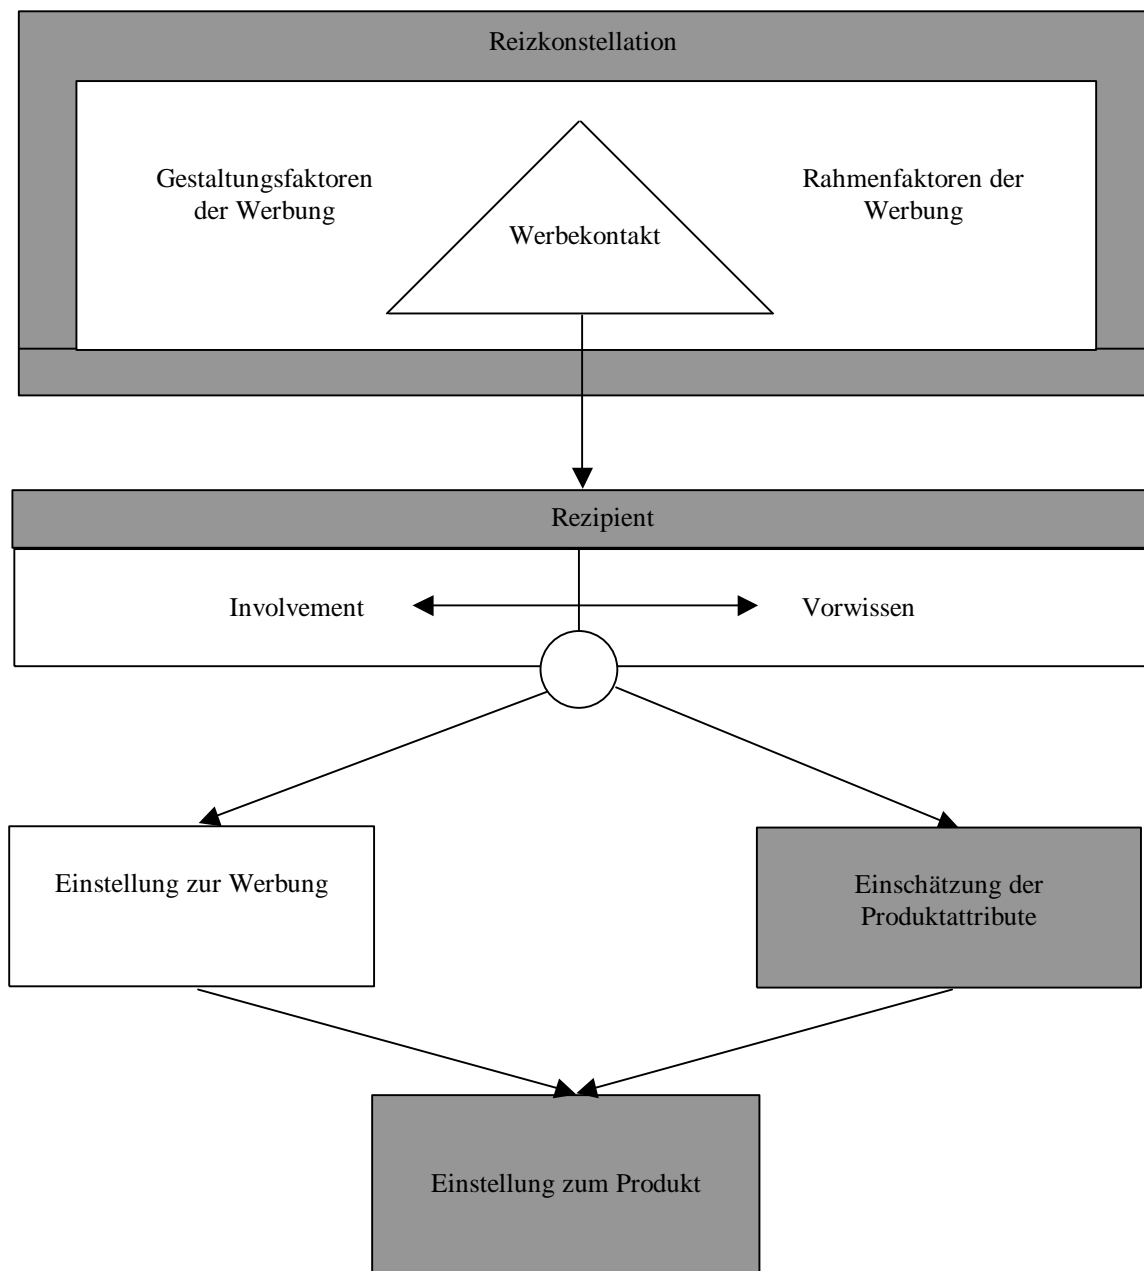 Reizkonstellation
Gestaltungsfaktoren
der Werbung
Werbekontakt
Rahmenfaktoren der
Werbung
Rezipient
Involvement
Vorwissen
Einstellung zur Werbung
Einschätzung der
Produktattribute
Einstellung zum Produkt